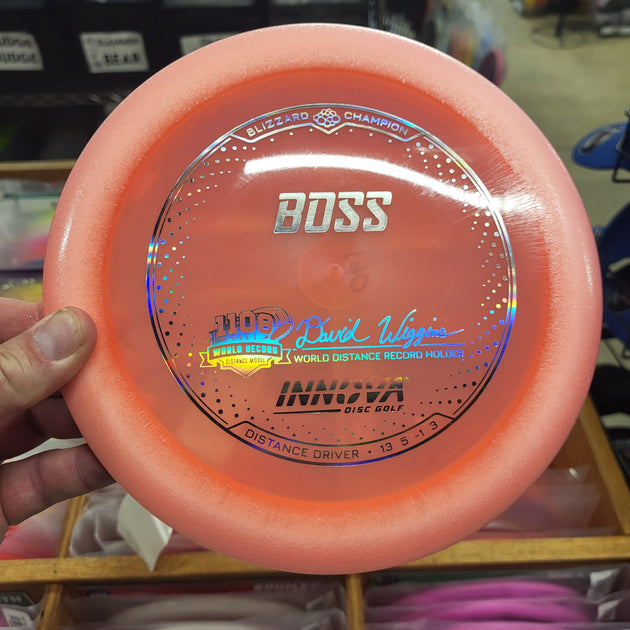 BEAR
BLIZZARD CHAMPION
BOSS
1108
David Wiggins
WORLD RECORD
DISTANCE MODEL
WORLD DISTANCE RECORD HOLDER
INNOVA
DISC GOLF
DISTANCE DRIVER • 13 5 -1 3